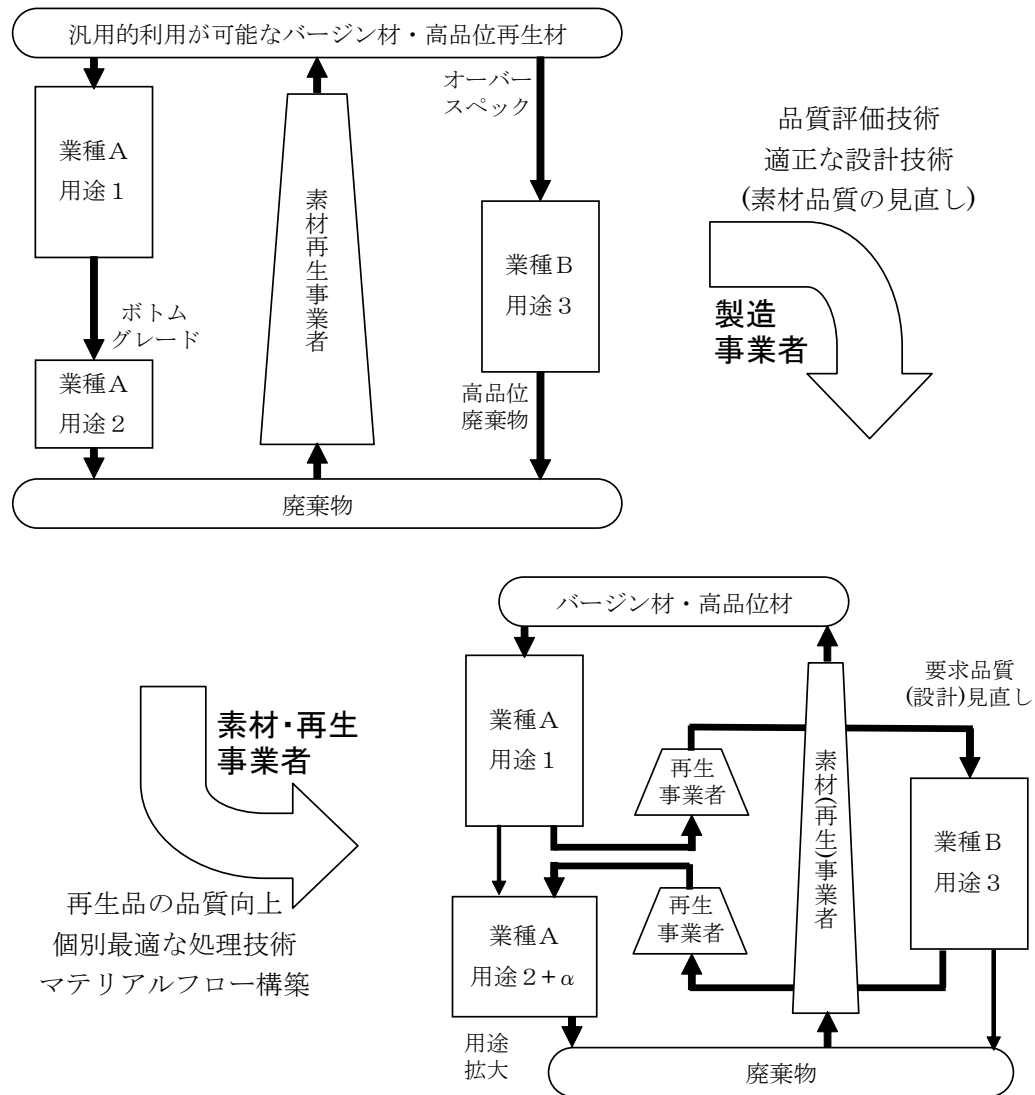 汎用的利用が可能なバージン材・高品位再生材
オーバー
スペック
業種A
用途1
素材再生事業者
業種B
用途3
ボトム
グレード
業種A
用途2
高品位
廃棄物
廃棄物
品質評価技術
適正な設計技術
(素材品質の見直し)
製造
事業者
素材・再生
事業者
再生品の品質向上
個別最適な処理技術
マテリアルフロー構築
バージン材・高品位材
要求品質
(設計)見直し
業種A
用途1
再生
事業者
素材(再生)事業者
業種B
用途3
業種A
用途2+α
再生
事業者
用途
拡大
廃棄物